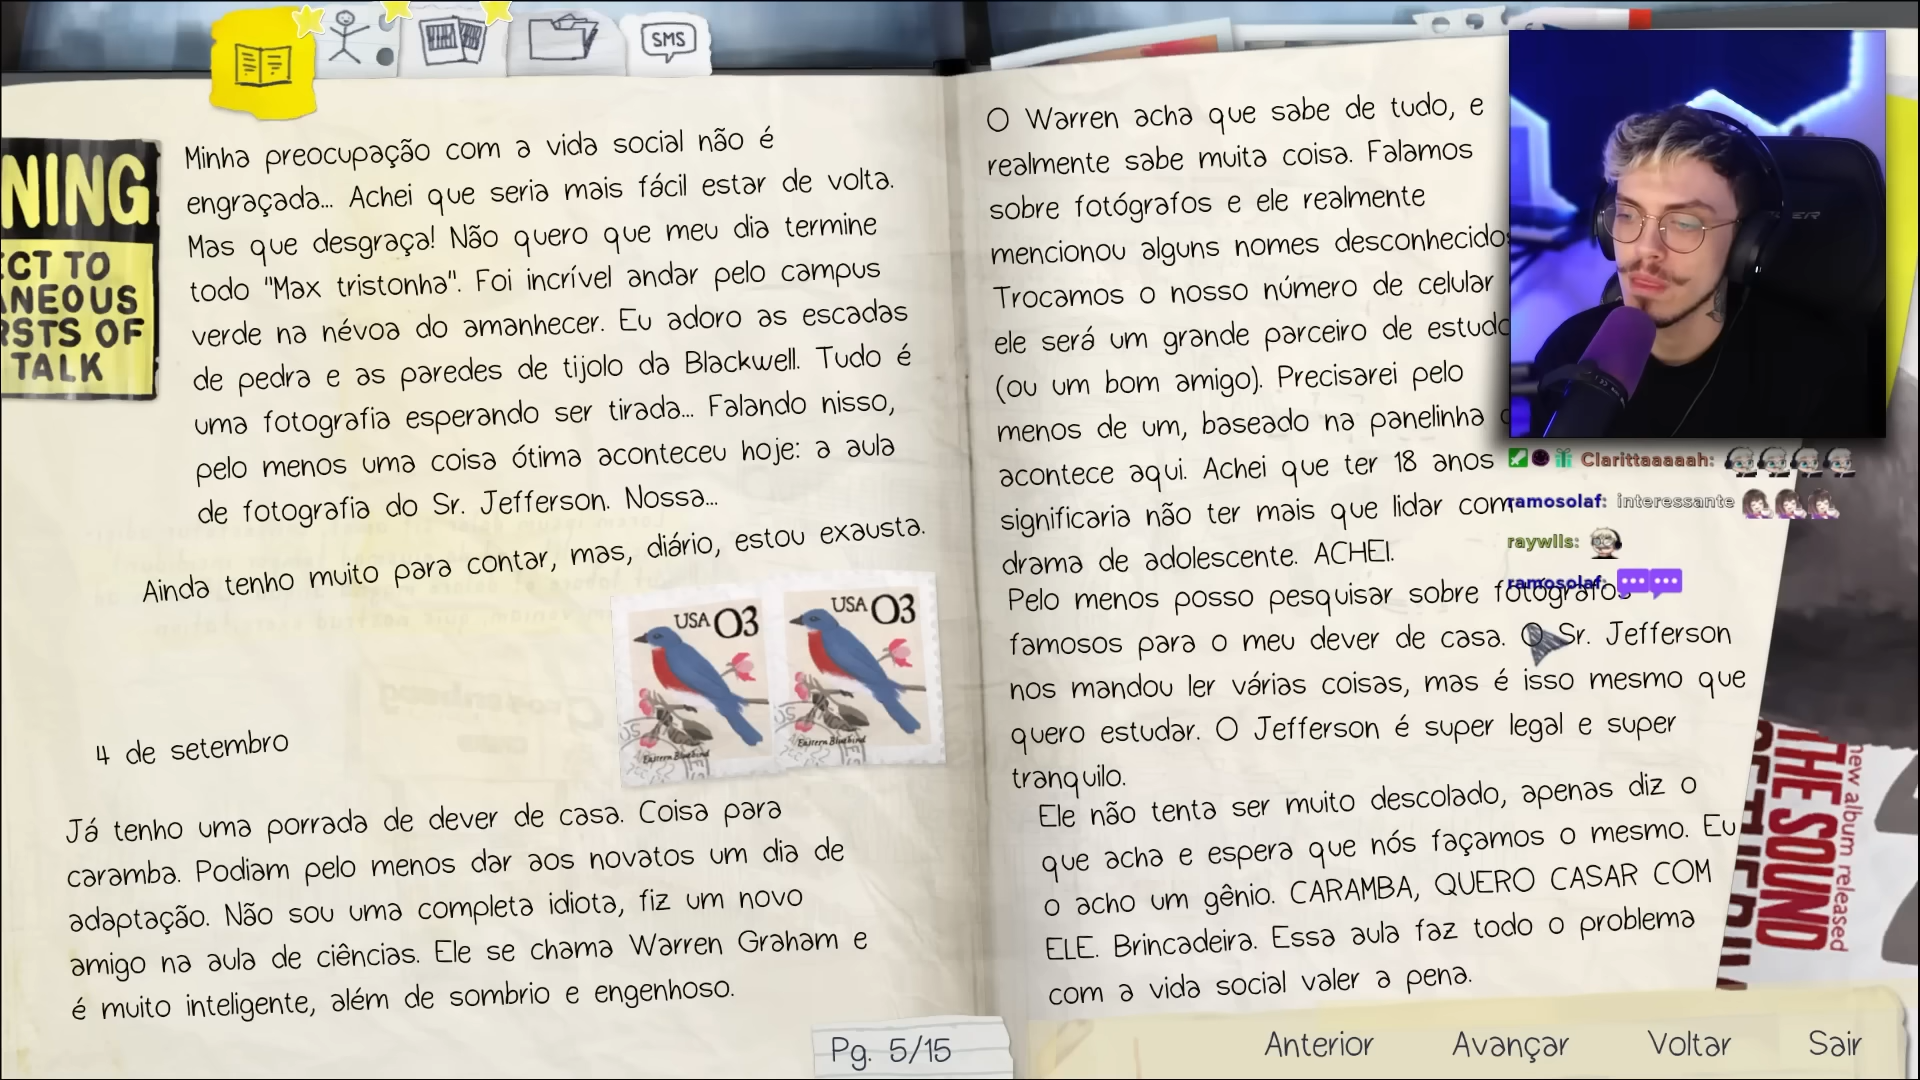 SMS
NING
CT TO
ANEOUS
RSTS OF
TALK
Minha preocupação com a vida social não é
engraçada... Achei que seria mais fácil estar de volta.
Mas que desgraça! Não quero que meu dia termine
todo "Max tristonha". Foi incrível andar pelo campus
verde na névoa do amanhecer. Eu adoro as escadas
de pedra e as paredes de tijolo da Blackwell. Tudo é
uma fotografia esperando ser tirada... Falando nisso,
pelo menos uma coisa ótima aconteceu hoje: a aula
de fotografia do Sr. Jefferson. Nossa...
Ainda tenho muito para contar, mas, diário, estou exausta.
USA 03
Eastern Bluebird
USA 03
Eastern Bluebird
4 de setembro
Já tenho uma porrada de dever de casa. Coisa para
caramba. Podiam pelo menos dar aos novatos um dia de
adaptação. Não sou uma completa idiota, fiz um novo
amigo na aula de ciências. Ele se chama Warren Graham e
é muito inteligente, além de sombrio e engenhoso.
O Warren acha que sabe de tudo, e
realmente sabe muita coisa. Falamos
sobre fotógrafos e ele realmente
mencionou alguns nomes desconhecidos
Trocamos o nosso número de celular
ele será um grande parceiro de estudo
(ou um bom amigo). Precisarei pelo
menos de um, baseado na panelinha
acontece aqui. Achei que ter 18 anos
significaria não ter mais que lidar com
drama de adolescente. ACHEI.
Pelo menos posso pesquisar sobre fotógrafos
famosos para o meu dever de casa. O Sr. Jefferson
nos mandou ler várias coisas, mas é isso mesmo que
quero estudar. O Jefferson é super legal e super
tranquilo.
Ele não tenta ser muito descolado, apenas diz o
que acha e espera que nós façamos o mesmo. Eu
o acho um gênio. CARAMBA, QUERO CASAR COM
ELE. Brincadeira. Essa aula faz todo o problema
com a vida social valer a pena.
Clarittaaaaah:
ramosolaf: interessante
raywlls:
ramosolaf:
new album released
THE SOUND
Pg. 5/15
Anterior
Avançar
Voltar
Sair